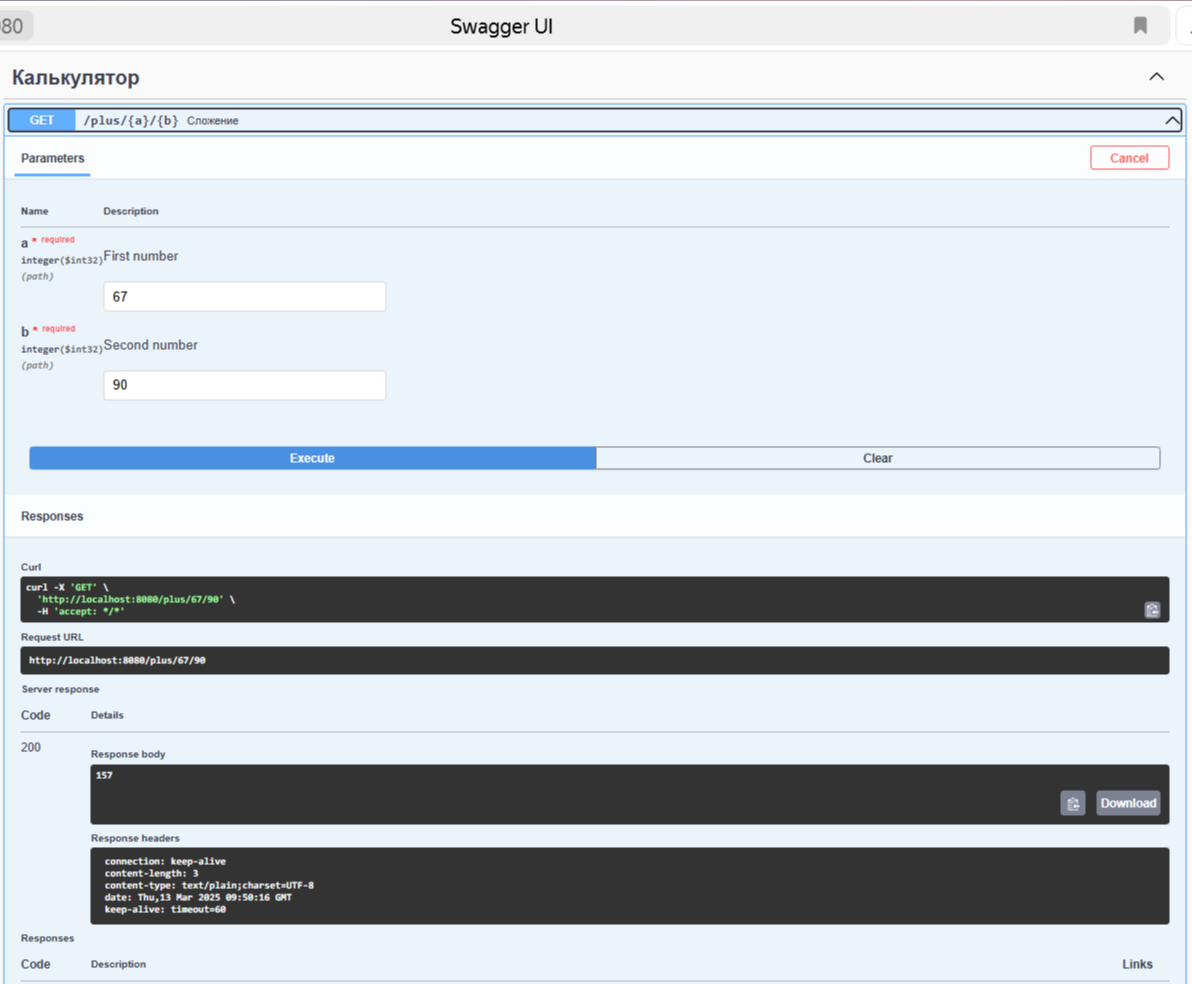 80
Swagger UI
Калькулятор
GET /plus/{a}/{b} Сложение
Parameters
Cancel
Name Description
a * required
integer($int32)
(path)
First number
67
b * required
integer($int32)
(path)
Second number
90
Execute Clear
Responses
Curl
curl -X 'GET' \
'http://localhost:8080/plus/67/90' \
-H 'accept: */*'
Request URL
http://localhost:8080/plus/67/90
Server response
Code Details
200
Response body
157
Download
Response headers
connection: keep-alive
content-length: 3
content-type: text/plain;charset=UTF-8
date: Thu,13 Mar 2025 09:50:16 GMT
keep-alive: timeout=60
Responses
Code Description Links